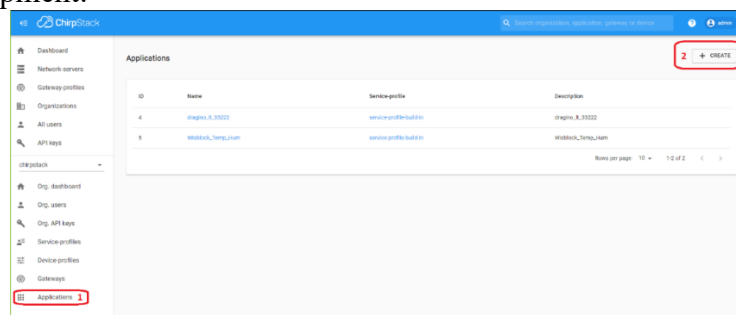 pment.
ChirpStack
Search organization, application, gateway or device
?
admin
Dashboard
Network-servers
Gateway-profiles
Organizations
All users
API keys
chirpstack
Org. dashboard
Org. users
Org. API keys
Service-profiles
Device-profiles
Gateways
Applications 1
Applications
2 + CREATE
ID Name Service-profile Description
4 dragino_lt_33222 service-profile-build-in dragino_lt_33222
5 Wisblock_Temp_Hum service-profile-build-in Wisblock_Temp_Hum
Rows per page: 10 1-2 of 2 < >